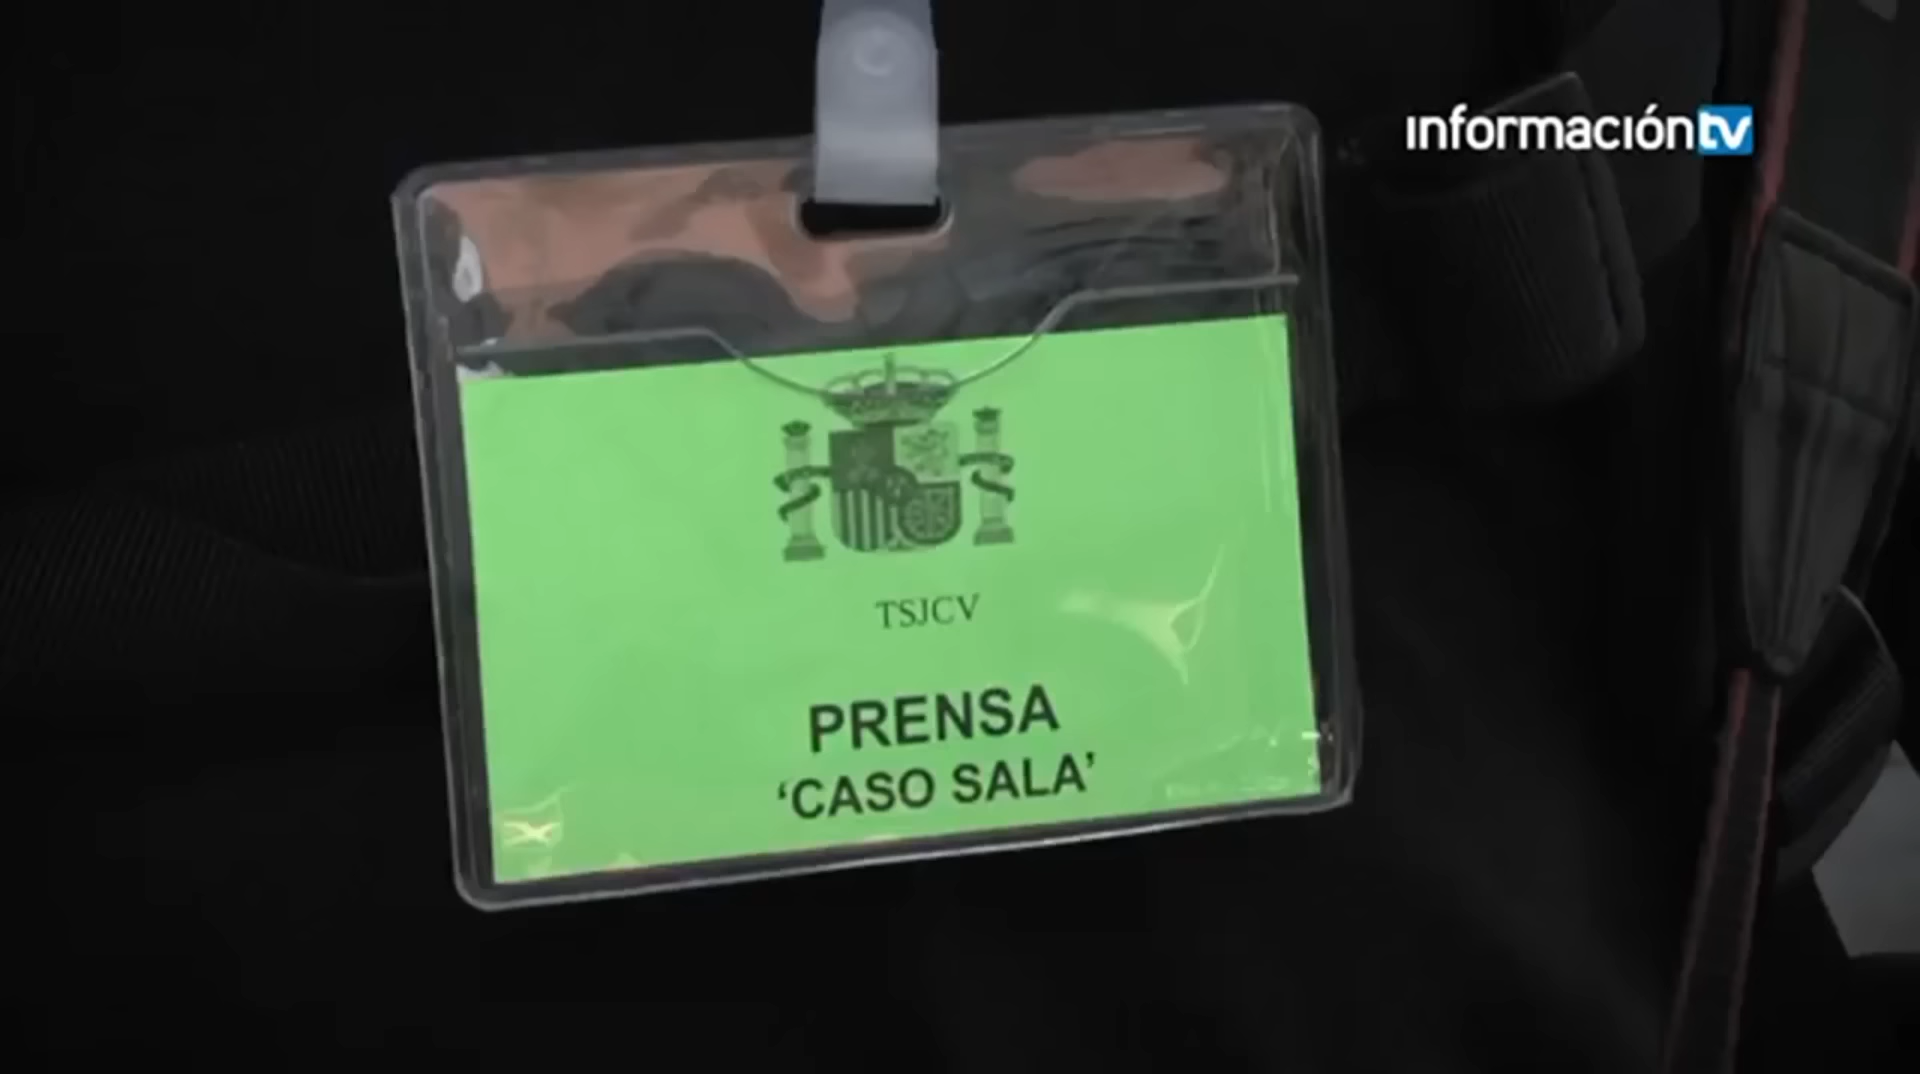 informacióntv
TSJCV
PRENSA
‘CASO SALA’